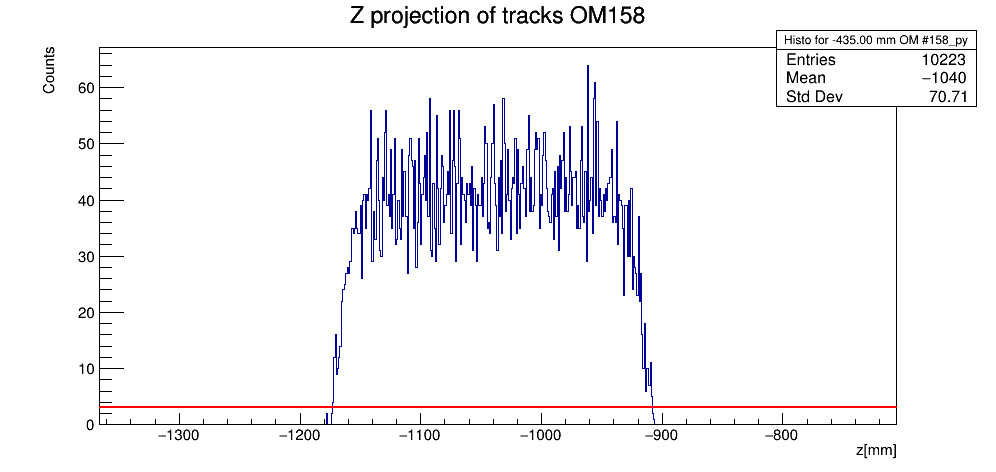 Z projection of tracks OM158
Histo for -435.00 mm OM #158_py
Entries 10223
Mean −1040
Std Dev 70.71
Counts
60
50
40
30
20
10
0
−1300 −1200 −1100 −1000 −900 −800
z[mm]